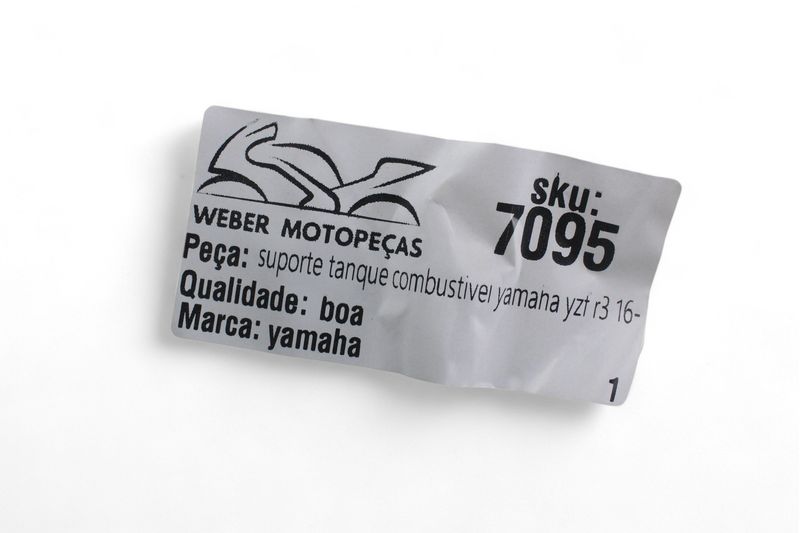 WEBER MOTOPEÇAS
sku:
7095
Peça: suporte tanque combustivel yamaha yzf r3 16-
Qualidade: boa
Marca: yamaha
1